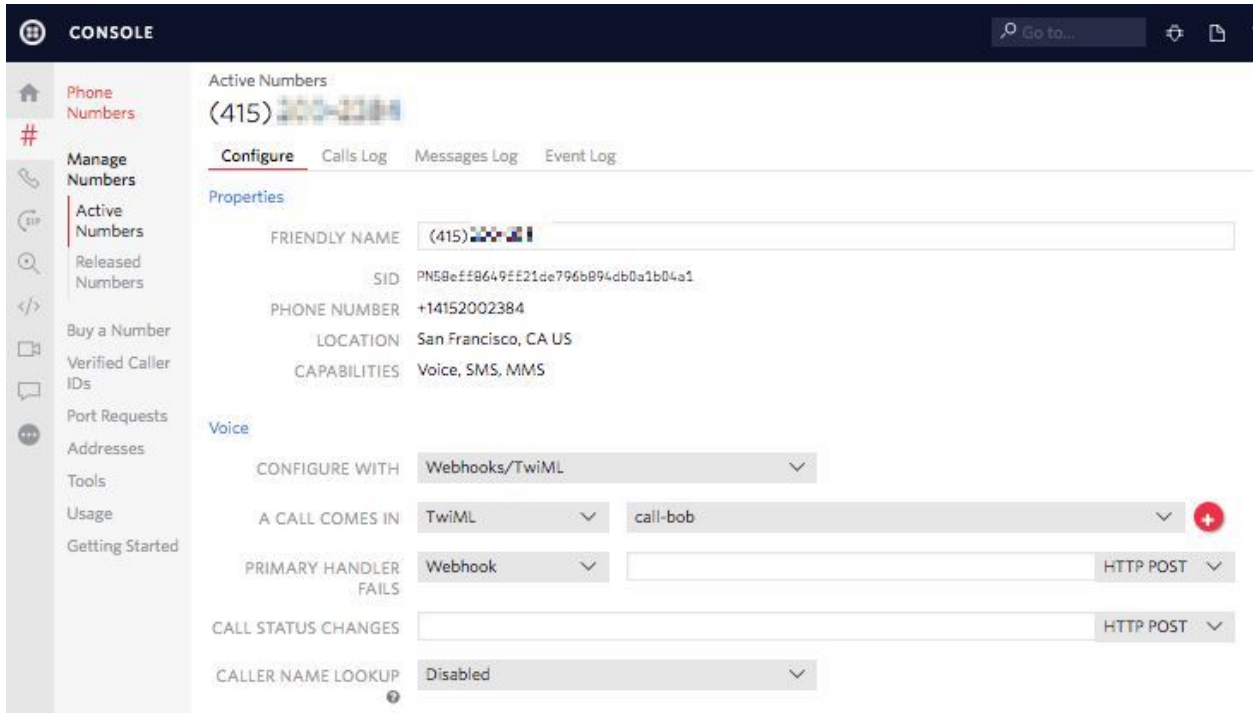 CONSOLE
Go to...
Phone
Numbers
Manage
Numbers
Active
Numbers
Released
Numbers
Buy a Number
Verified Caller
IDs
Port Requests
Addresses
Tools
Usage
Getting Started
Active Numbers
(415)
Configure Calls Log Messages Log Event Log
Properties
FRIENDLY NAME (415)
SID PN58eff8649ff21de796b894db0a1b04a1
PHONE NUMBER +14152002384
LOCATION San Francisco, CA US
CAPABILITIES Voice, SMS, MMS
Voice
CONFIGURE WITH Webhooks/TwiML
A CALL COMES IN TwiML call-bob
PRIMARY HANDLER
FAILS Webhook HTTP POST
CALL STATUS CHANGES HTTP POST
CALLER NAME LOOKUP Disabled